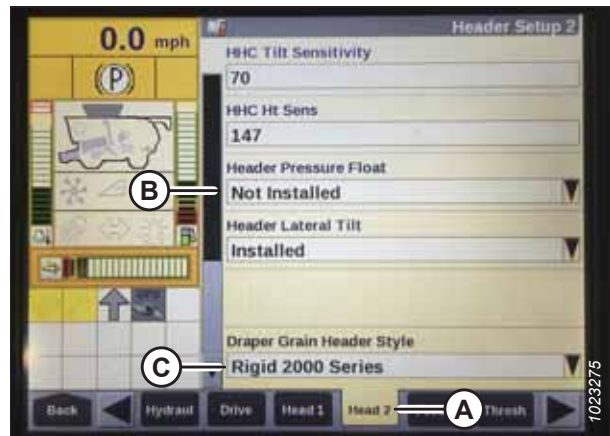 0.0 mph
Header Setup 2
(P)
HHC Tilt Sensitivity
70
HHC Ht Sens
147
Header Pressure Float
B
Not Installed
Header Lateral Tilt
Installed
Draper Grain Header Style
C
Rigid 2000 Series
Back
Hydraul
Drive
Head 1
Head 2
A
Thresh
1023275